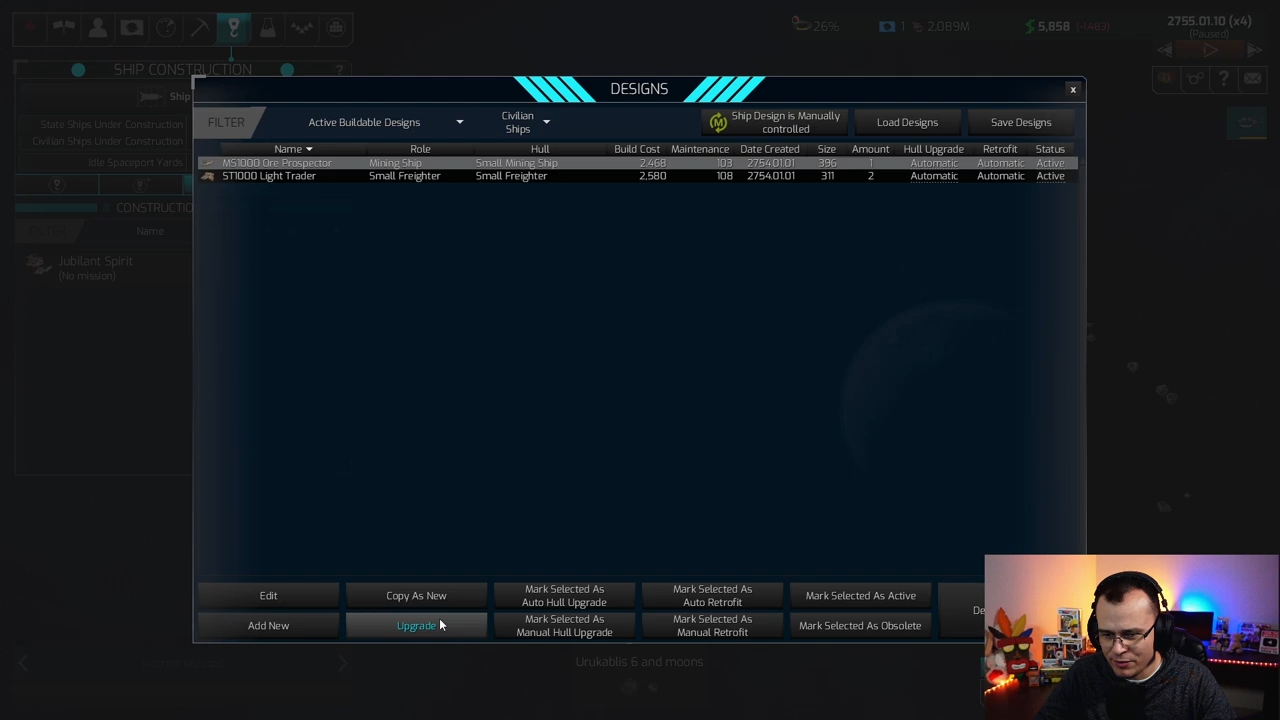 26%
1
2.089M
5,858 (-1,483)
2755.01.10 (x4)
(Paused)
SHIP CONSTRUCTION
?
Ship
State Ships Under Construction
Civilian Ships Under Construction
Idle Spaceport Yards
CONSTRUCTIO
FILTER
Name
Jubilant Spirit
(No mission)
DESIGNS
x
FILTER
Active Buildable Designs
Civilian
Ships
M
Ship Design is Manually
controlled
Load Designs
Save Designs
Name Role Hull Build Cost Maintenance Date Created Size Amount Hull Upgrade Retrofit Status
MS1000 Ore Prospector Mining Ship Small Mining Ship 2,468 103 2754.01.01 396 1 Automatic Automatic Active
ST1000 Light Trader Small Freighter Small Freighter 2,580 108 2754.01.01 311 2 Automatic Automatic Active
Edit
Copy As New
Mark Selected As
Auto Hull Upgrade
Mark Selected As
Auto Retrofit
Mark Selected As Active
De
Add New
Upgrade
Mark Selected As
Manual Hull Upgrade
Mark Selected As
Manual Retrofit
Mark Selected As Obsolete
Urukablis 6 and moons